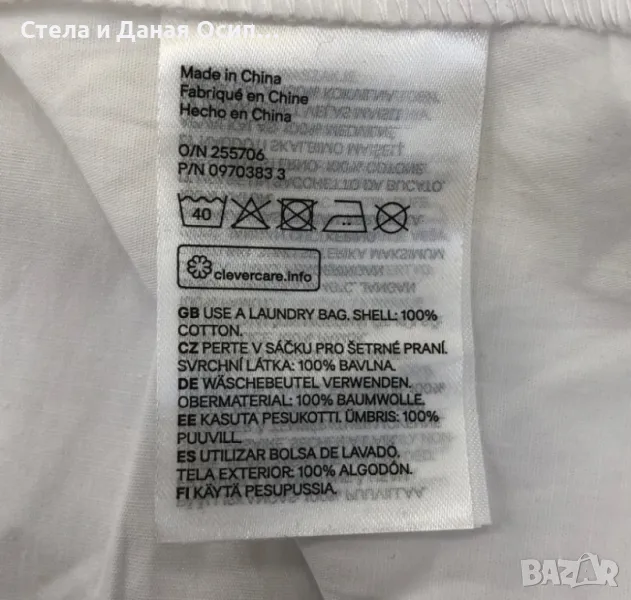 Стела и Даная Осип...
Made in China
Fabriqué en Chine
Hecho en China
O/N 255706
P/N 0970383 3
40
clevercare.info
GB USE A LAUNDRY BAG. SHELL: 100%
COTTON.
CZ PERTE V SÁČKU PRO ŠETRNÉ PRANÍ.
SVRCHNÍ LÁTKA: 100% BAVLNA.
DE WÄSCHEBEUTEL VERWENDEN.
OBERMATERIAL: 100% BAUMWOLLE.
EE KASUTA PESUKOTTI. ÜMBRIS: 100%
PUUVILL.
ES UTILIZAR BOLSA DE LAVADO.
TELA EXTERIOR: 100% ALGODÓN.
FI KÄYTÄ PESUPUSSIA.
BAZAR